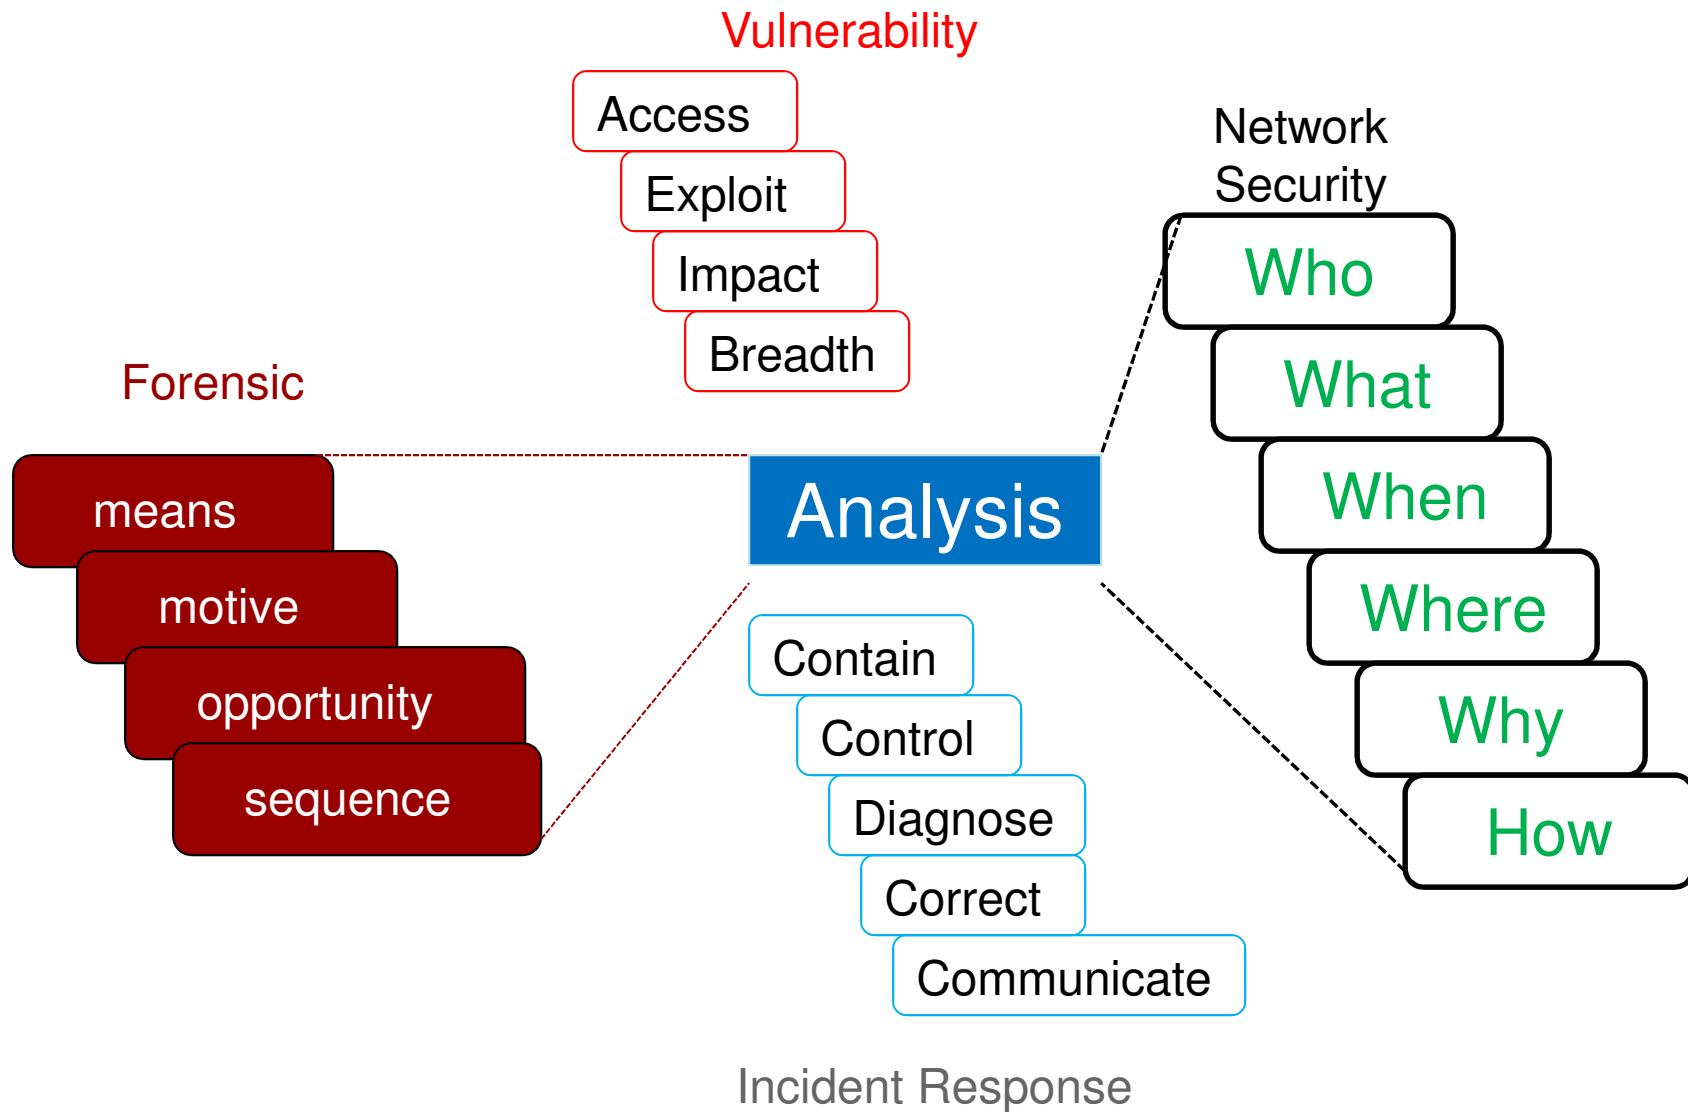 Vulnerability
Access
Exploit
Impact
Breadth
Network
Security
Who
What
When
Where
Why
How
Forensic
means
motive
opportunity
sequence
Analysis
Contain
Control
Diagnose
Correct
Communicate
Incident Response